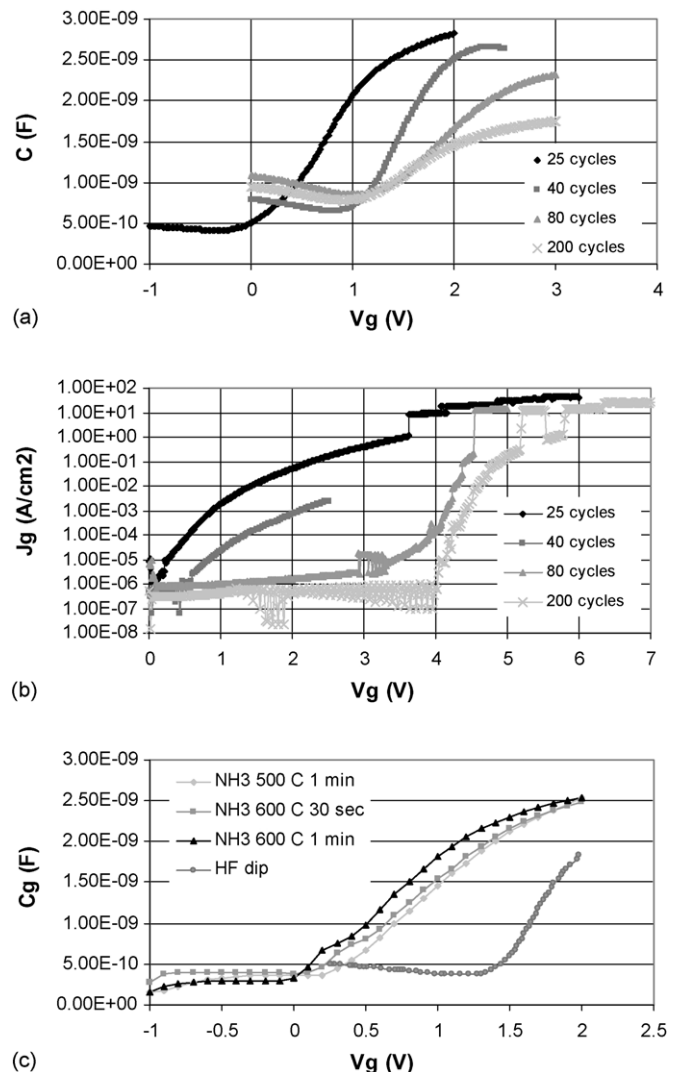 3.00E-09
2.50E-09
2.00E-09
1.50E-09
1.00E-09
5.00E-10
0.00E+00
C (F)
25 cycles
40 cycles
80 cycles
200 cycles
-1 0 1 2 3 4
(a)
Vg (V)
1.00E+02
1.00E+01
1.00E+00
1.00E-01
1.00E-02
1.00E-03
1.00E-04
1.00E-05
1.00E-06
1.00E-07
1.00E-08
Jg (A/cm2)
25 cycles
40 cycles
80 cycles
200 cycles
0 1 2 3 4 5 6 7
(b)
Vg (V)
3.00E-09
2.50E-09
2.00E-09
1.50E-09
1.00E-09
5.00E-10
0.00E+00
Cg (F)
NH3 500 C 1 min
NH3 600 C 30 sec
NH3 600 C 1 min
HF dip
-1 -0.5 0 0.5 1 1.5 2 2.5
(c)
Vg (V)